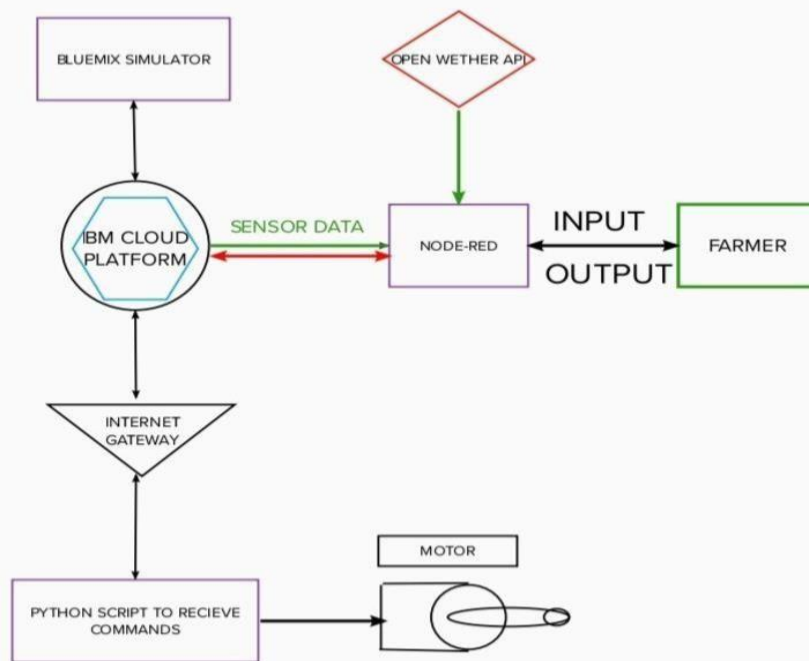 BLUEMIX SIMULATOR
OPEN WETHER API
IBM CLOUD
PLATFORM
SENSOR DATA
NODE-RED
INPUT
OUTPUT
FARMER
INTERNET
GATEWAY
MOTOR
PYTHON SCRIPT TO RECIEVE
COMMANDS